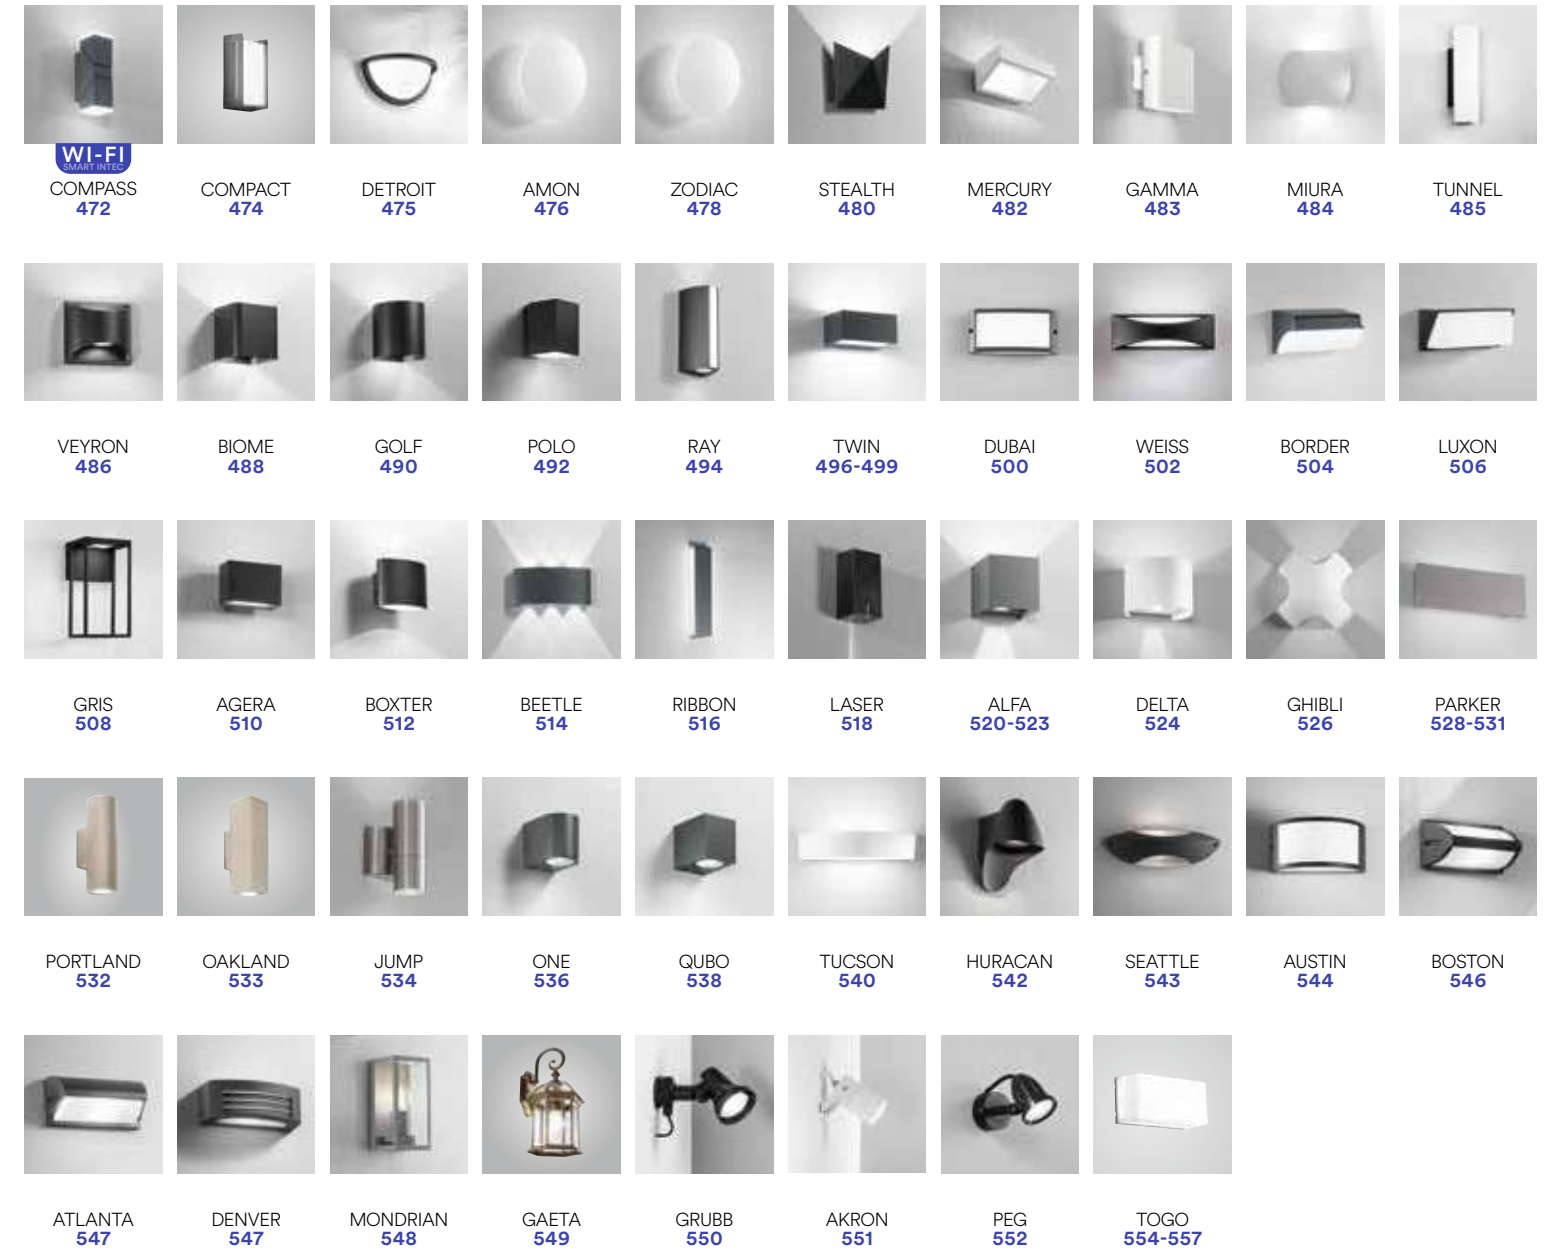 WI-FI
SMART INTEC
COMPASS COMPACT DETROIT AMON ZODIAC STEALTH MERCURY GAMMA MIURA TUNNEL
472 474 475 476 478 480 482 483 484 485
VEYRON BIOME GOLF POLO RAY TWIN DUBAI WEISS BORDER LUXON
486 488 490 492 494 496-499 500 502 504 506
GRIS AGERA BOXTER BEETLE RIBBON LASER ALFA DELTA GHIBLI PARKER
508 510 512 514 516 518 520-523 524 526 528-531
PORTLAND OAKLAND JUMP ONE QUBO TUCSON HURACAN SEATTLE AUSTIN BOSTON
532 533 534 536 538 540 542 543 544 546
ATLANTA DENVER MONDRIAN GAETA GRUBB AKRON PEG TOGO
547 547 548 549 550 551 552 554-557